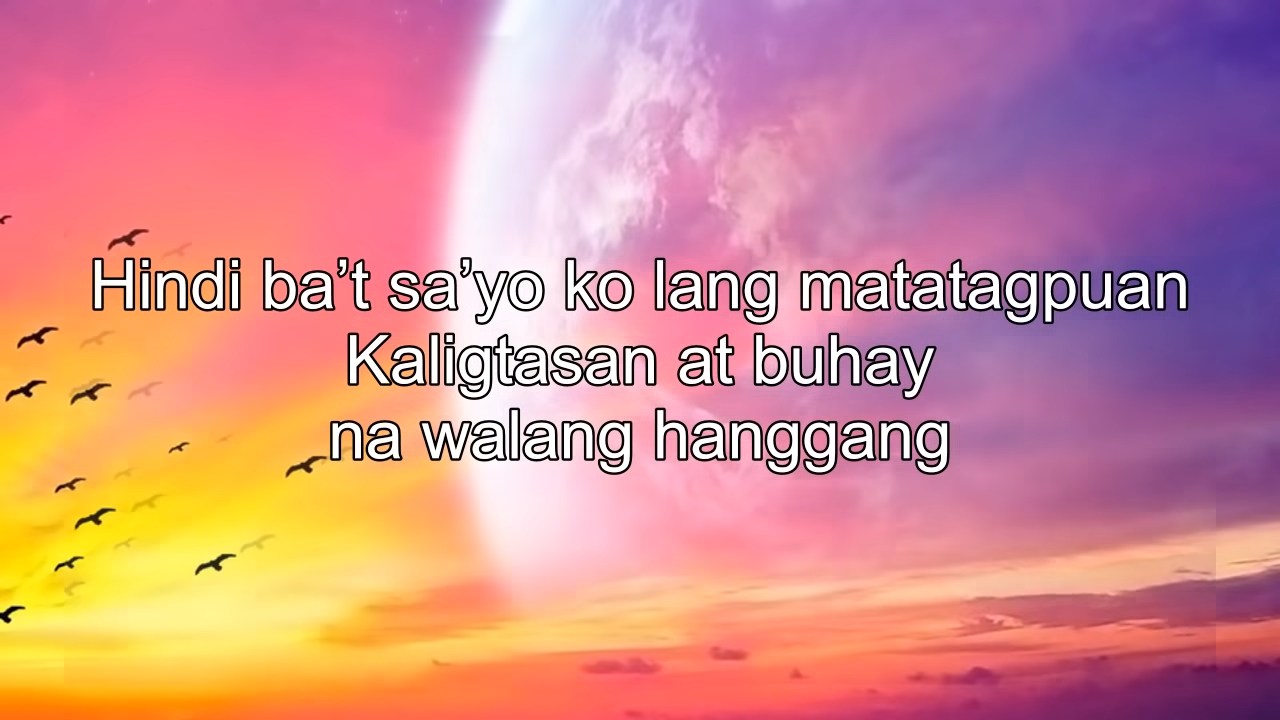 Hindi ba’t sa’yo ko lang matatagpuan
Kaligtasan at buhay
na walang hanggang